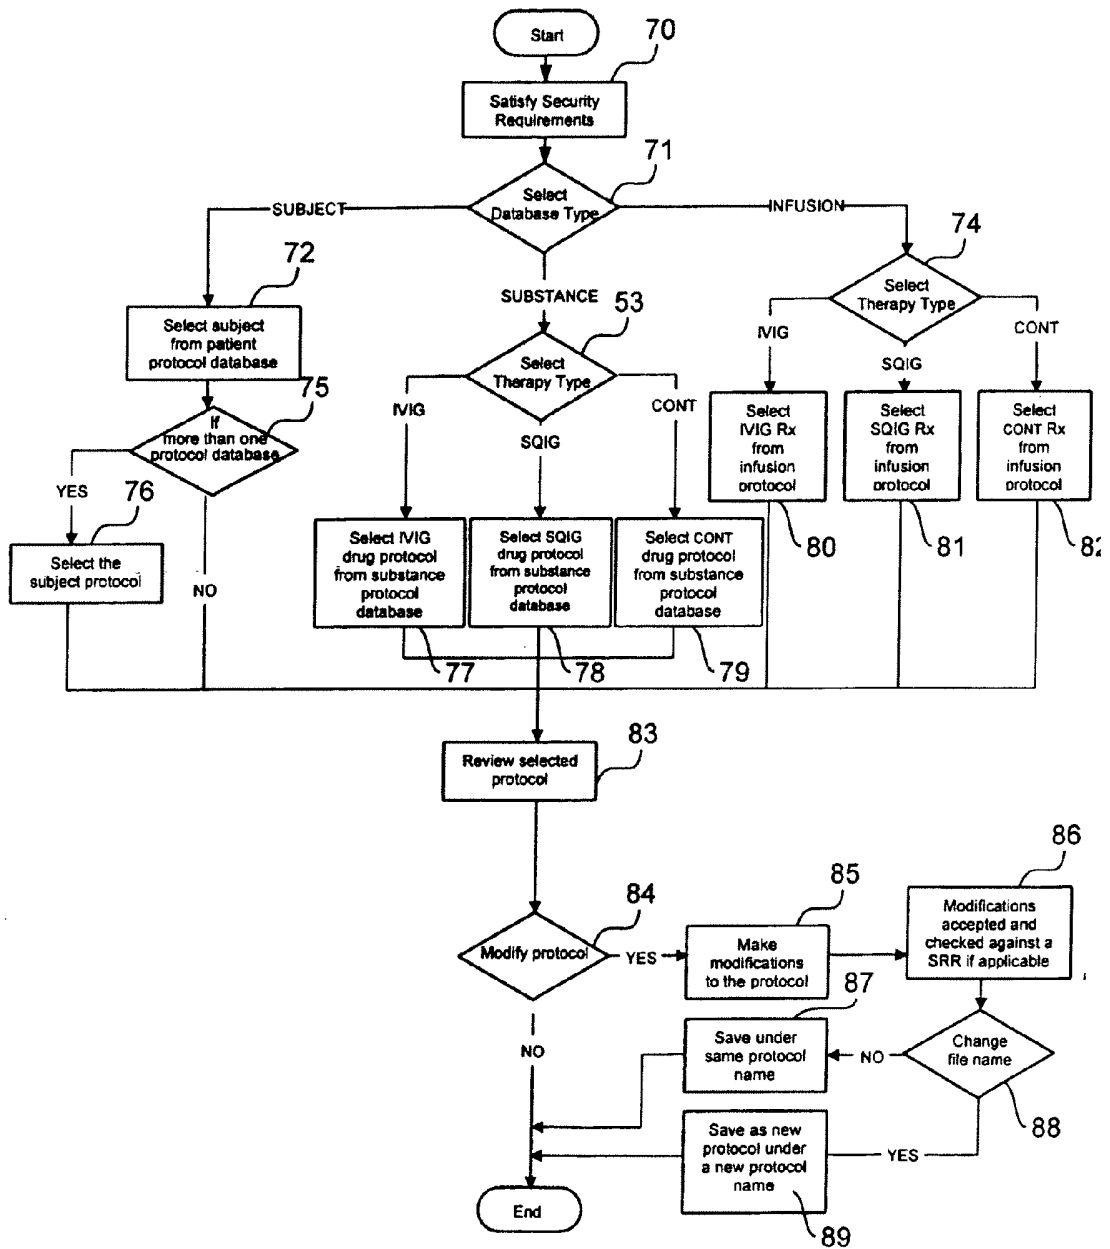 Start
70
Satisfy Security
Requirements
71
Select
Database Type
SUBJECT
INFUSION
72
74
Select
Therapy Type
SUBSTANCE
53
Select subject
from patient
protocol database
Select
Therapy Type
IVIG
CONT
SQIG
75
If
more than one
protocol database
IVIG
CONT
SQIG
Select
IVIG Rx
from
infusion
protocol
Select
SQIG Rx
from
infusion
protocol
Select
CONT Rx
from
infusion
protocol
YES
76
80
81
82
Select the
subject protocol
NO
Select IVIG
drug protocol
from substance
protocol
database
Select SQIG
drug protocol
from substance
protocol
database
Select CONT
drug protocol
from substance
protocol
database
77
78
79
83
Review selected
protocol
84
85
86
Modify protocol
YES
Make
modifications
to the protocol
Modifications
accepted and
checked against a
SRR if applicable
87
NO
Save under
same protocol
name
NO
Change
file name
88
Save as new
protocol under
a new protocol
name
YES
End
89